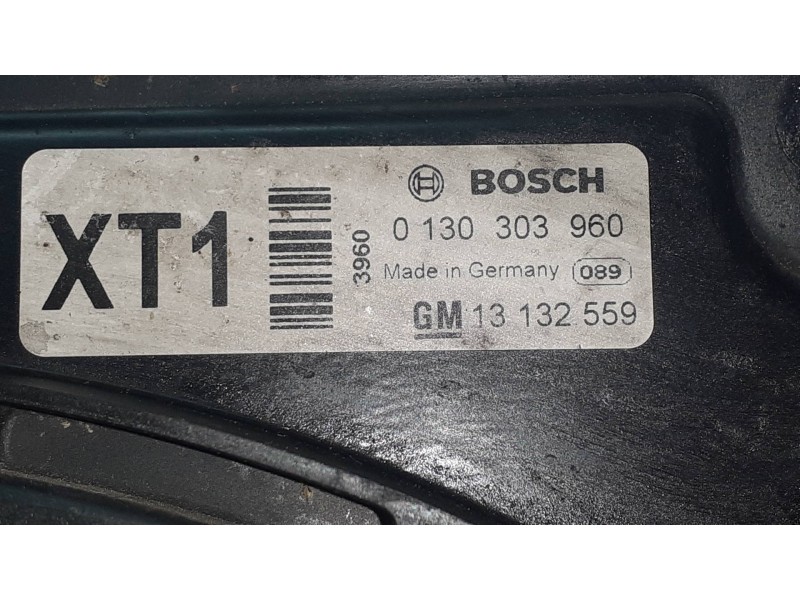 XT1
3960
BOSCH
0 130 303 960
Made in Germany 089
GM 13 132 559